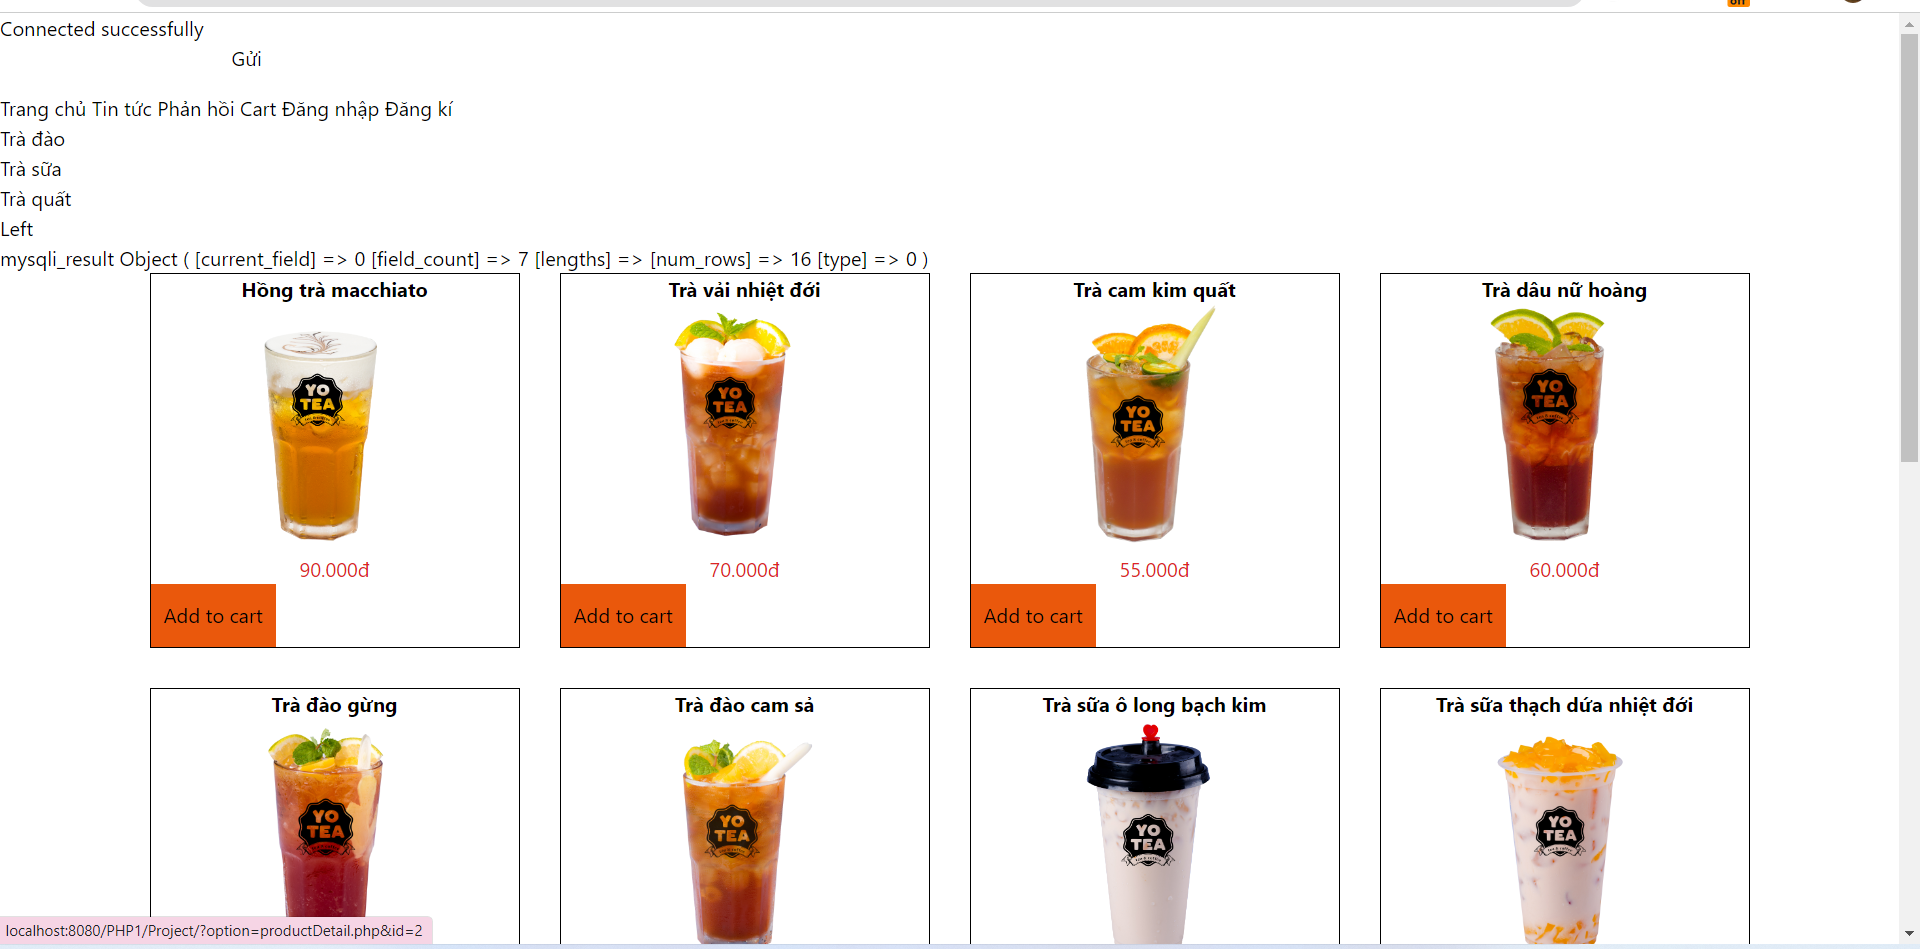 off
Connected successfully
Gửi
Trang chủ Tin tức Phản hồi Cart Đăng nhập Đăng kí
Trà đào
Trà sữa
Trà quất
Left
mysqli_result Object ( [current_field] => 0 [field_count] => 7 [lengths] => [num_rows] => 16 [type] => 0 )
Hồng trà macchiato
Trà vải nhiệt đới
Trà cam kim quất
Trà dâu nữ hoàng
YO
TEA
YO
TEA
YO
TEA
YO
TEA
90.000đ
70.000đ
55.000đ
60.000đ
Add to cart
Add to cart
Add to cart
Add to cart
Trà đào gừng
Trà đào cam sả
Trà sữa ô long bạch kim
Trà sữa thạch dứa nhiệt đới
YO
TEA
YO
TEA
YO
TEA
YO
TEA
localhost:8080/PHP1/Project/?option=productDetail.php&id=2